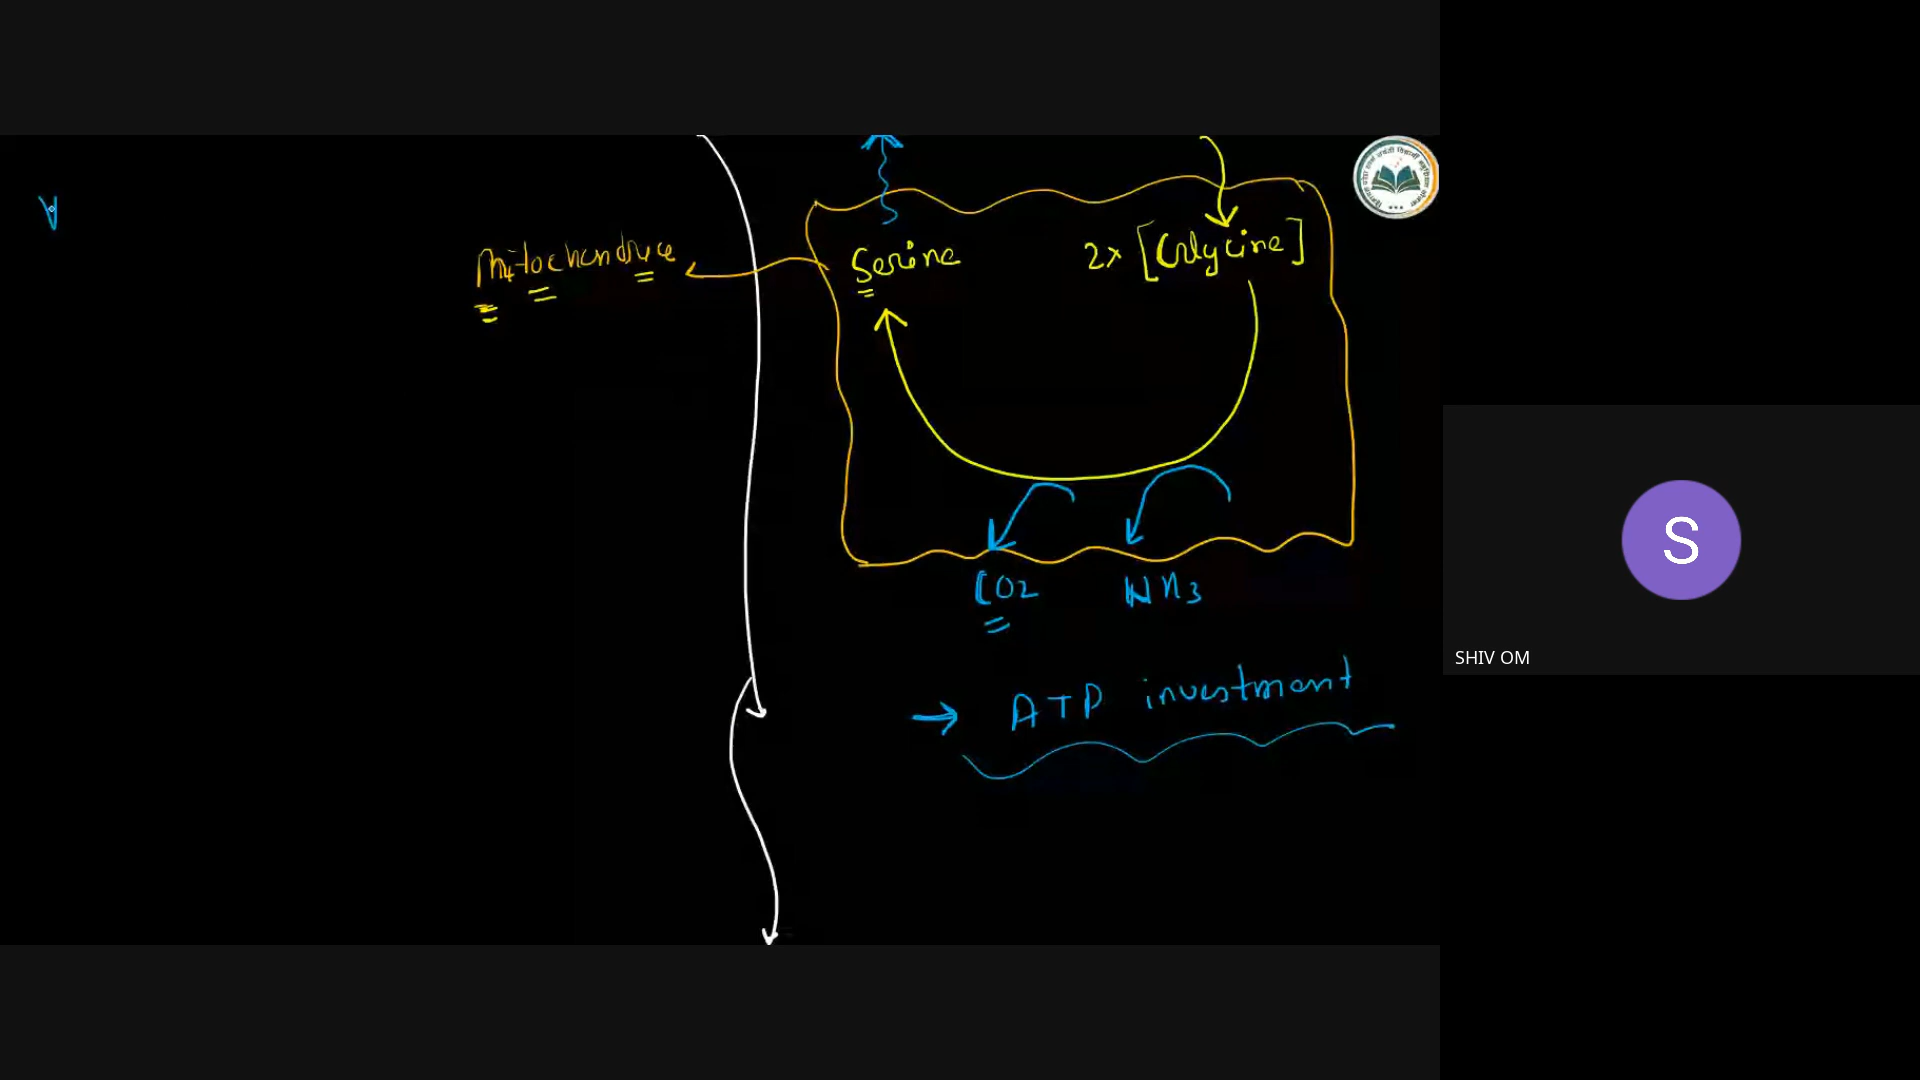 Mitochondria
Serine
2x [Glycine]
CO2
NH3
→ ATP investment
S
SHIV OM